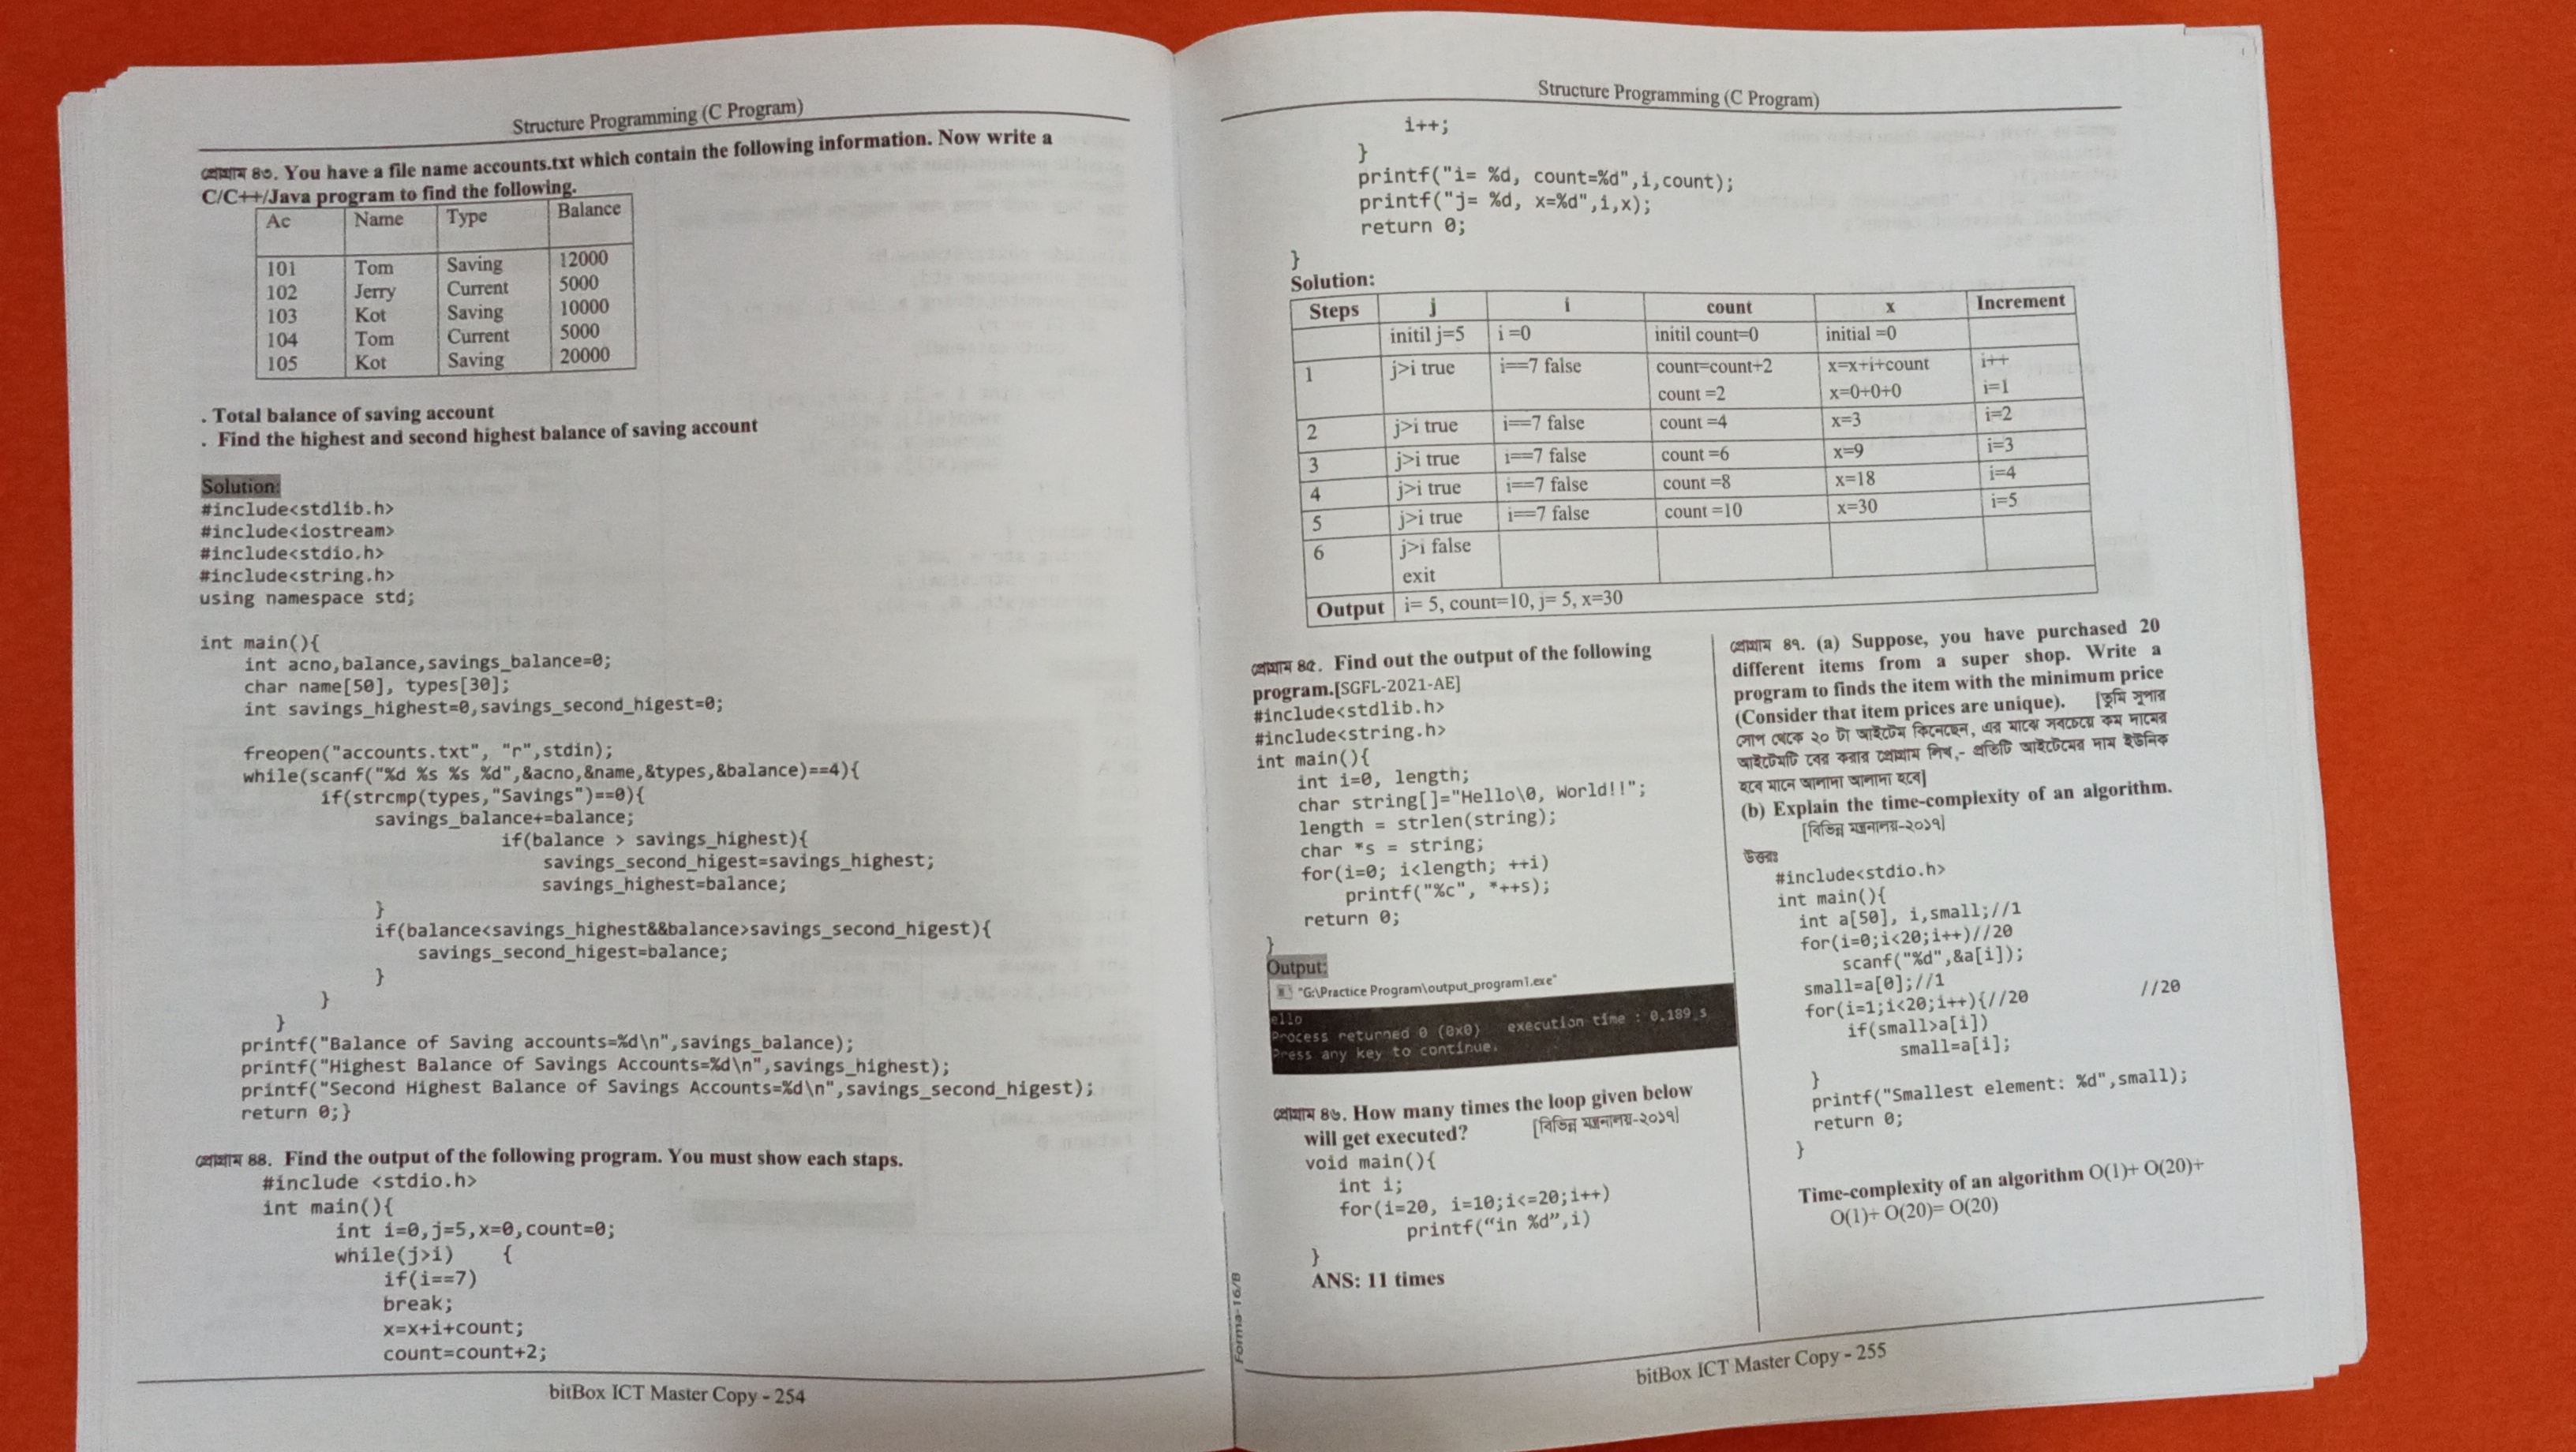 Structure Programming (C Program)
প্রোগ্রাম ৪৩. You have a file name accounts.txt which contain the following information. Now write a
C/C++/Java program to find the following.
Ac Name Type Balance
101 Tom Saving 12000
102 Jerry Current 5000
103 Kot Saving 10000
104 Tom Current 5000
105 Kot Saving 20000
. Total balance of saving account
. Find the highest and second highest balance of saving account
Solution:
#include<stdlib.h>
#include<iostream>
#include<stdio.h>
#include<string.h>
using namespace std;
int main(){
int acno,balance,savings_balance=0;
char name[50], types[30];
int savings_highest=0,savings_second_higest=0;
freopen("accounts.txt", "r",stdin);
while(scanf("%d %s %s %d",&acno,&name,&types,&balance)==4){
if(strcmp(types,"Savings")==0){
savings_balance+=balance;
if(balance > savings_highest){
savings_second_higest=savings_highest;
savings_highest=balance;
}
if(balance<savings_highest&&balance>savings_second_higest){
savings_second_higest=balance;
}
}
}
printf("Balance of Saving accounts=%d\n",savings_balance);
printf("Highest Balance of Savings Accounts=%d\n",savings_highest);
printf("Second Highest Balance of Savings Accounts=%d\n",savings_second_higest);
return 0;}
প্রোগ্রাম ৪৪. Find the output of the following program. You must show each staps.
#include <stdio.h>
int main(){
int i=0,j=5,x=0,count=0;
while(j>i) {
if(i==7)
break;
x=x+i+count;
count=count+2;
bitBox ICT Master Copy - 254
Structure Programming (C Program)
i++;
}
printf("i= %d, count=%d",i,count);
printf("j= %d, x=%d",i,x);
return 0;
}
Solution:
Steps j i count x Increment
initil j=5 i =0 initil count=0 initial =0
1 j>i true i==7 false count=count+2 x=x+i+count i++
count =2 x=0+0+0 i=1
2 j>i true i==7 false count =4 x=3 i=2
3 j>i true i==7 false count =6 x=9 i=3
4 j>i true i==7 false count =8 x=18 i=4
5 j>i true i==7 false count =10 x=30 i=5
6 j>i false
exit
Output i= 5, count=10, j= 5, x=30
প্রোগ্রাম ৪৫. Find out the output of the following
program.[SGFL-2021-AE]
#include<stdlib.h>
#include<string.h>
int main(){
int i=0, length;
char string[]="Hello\0, World!!";
length = strlen(string);
char *s = string;
for(i=0; i<length; ++i)
printf("%c", *++s);
return 0;
}
Output:
"G:\Practice Program\output_program1.exe"
ello
Process returned 0 (0x0) execution time : 0.189 s
Press any key to continue.
প্রোগ্রাম ৪৬. How many times the loop given below
will get executed? [বিভিন্ন মন্ত্রনালয়-২০১৭]
void main(){
int i;
for(i=20, i=10;i<=20;i++)
printf(“in %d”,i)
}
ANS: 11 times
প্রোগ্রাম ৪৭. (a) Suppose, you have purchased 20
different items from a super shop. Write a
program to finds the item with the minimum price
(Consider that item prices are unique). [তুমি সুপার
সোপ থেকে ২০ টা আইটেম কিনেছেন, এর মাঝে সবচেয়ে কম দামের
আইটেমটি বের করার প্রোগ্রাম লিখ,- প্রতিটি আইটেমের দাম ইউনিক
হবে মানে আলাদা আলাদা হবে]
(b) Explain the time-complexity of an algorithm.
[বিভিন্ন মন্ত্রনালয়-২০১৭]
উত্তরঃ
#include<stdio.h>
int main(){
int a[50], i,small;//1
for(i=0;i<20;i++)//20
scanf("%d",&a[i]);
small=a[0];//1
for(i=1;i<20;i++){//20 //20
if(small>a[i])
small=a[i];
}
printf("Smallest element: %d",small);
return 0;
}
Time-complexity of an algorithm O(1)+ O(20)+
O(1)+ O(20)= O(20)
Forma-16/B
bitBox ICT Master Copy - 255